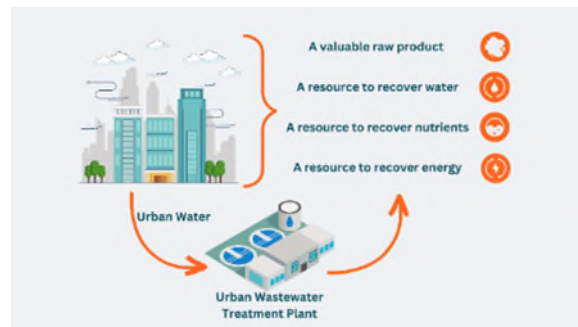 A valuable raw product
A resource to recover water
A resource to recover nutrients
A resource to recover energy
Urban Water
Urban Wastewater
Treatment Plant